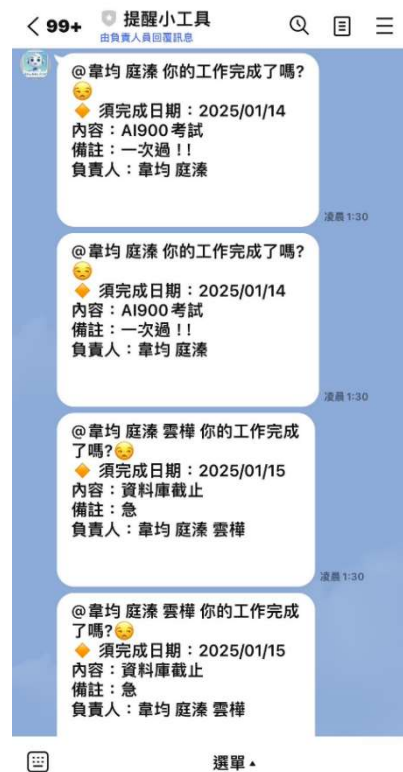 99+
提醒小工具
由負責人員回覆訊息
@韋均 庭溱 你的工作完成了嗎?
須完成日期：2025/01/14
內容：AI900考試
備註：一次過！！
負責人：韋均 庭溱
凌晨 1:30
@韋均 庭溱 你的工作完成了嗎?
須完成日期：2025/01/14
內容：AI900考試
備註：一次過！！
負責人：韋均 庭溱
凌晨 1:30
@韋均 庭溱 雲樺 你的工作完成
了嗎?
須完成日期：2025/01/15
內容：資料庫截止
備註：急
負責人：韋均 庭溱 雲樺
凌晨 1:30
@韋均 庭溱 雲樺 你的工作完成
了嗎?
須完成日期：2025/01/15
內容：資料庫截止
備註：急
負責人：韋均 庭溱 雲樺
選單